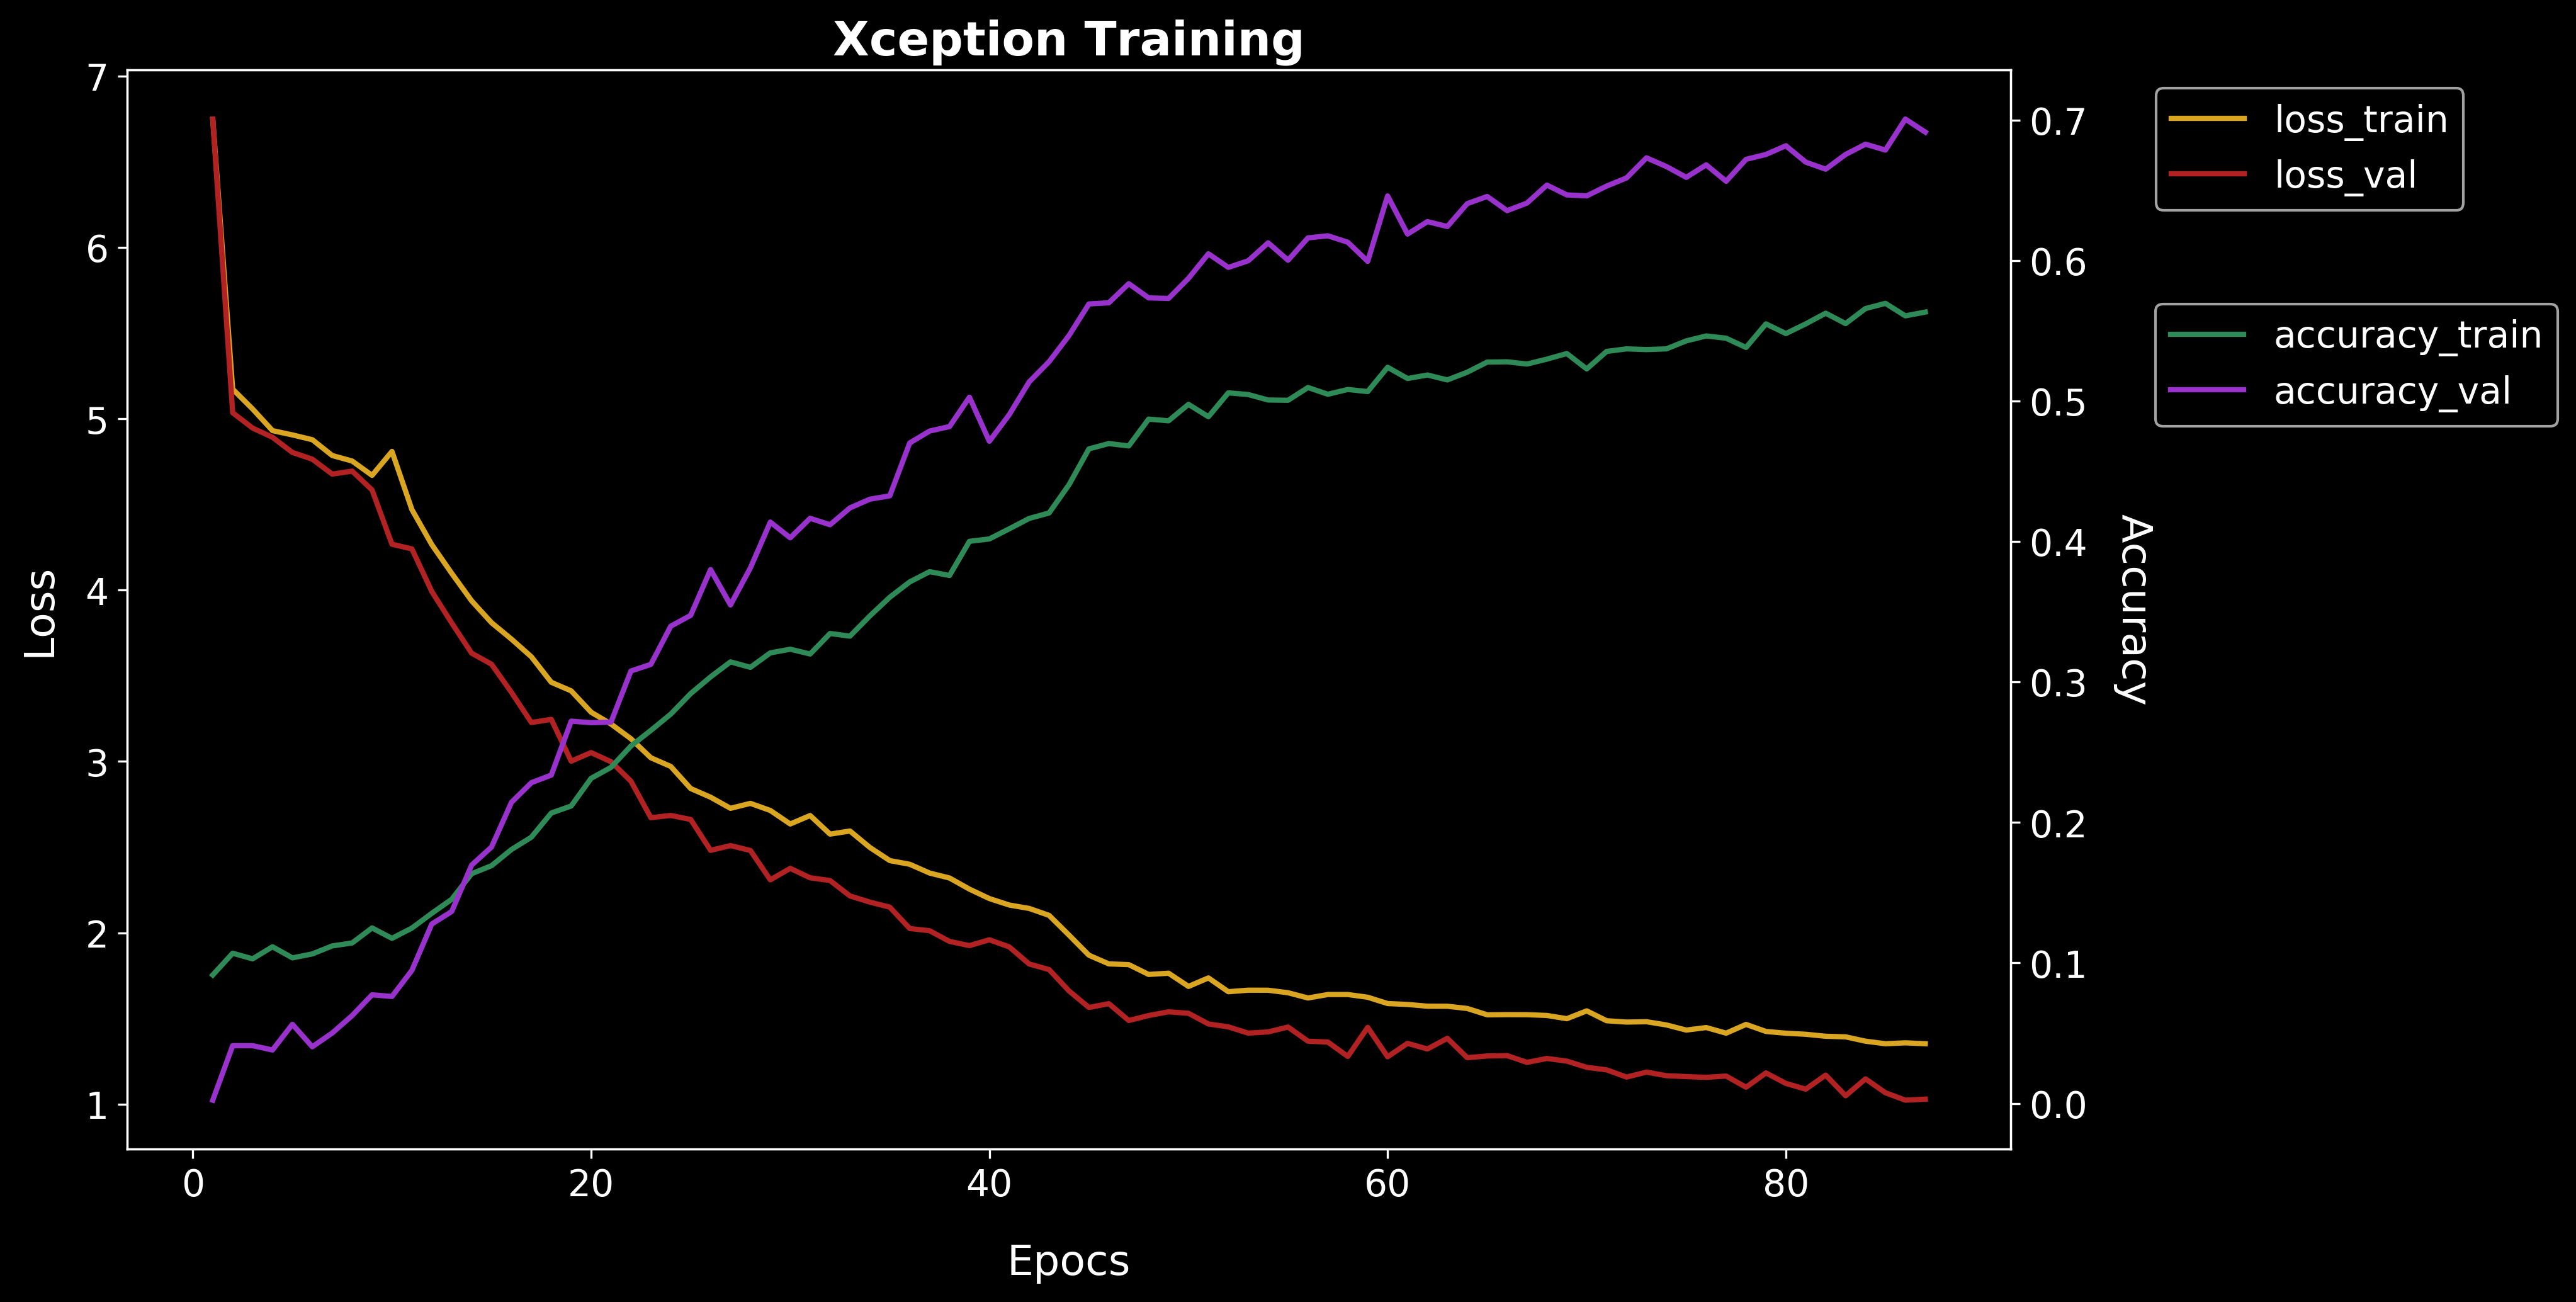 Xception Training
7
6
5
4
3
2
1
Loss
0 20 40 60 80
Epocs
0.7
0.6
0.5
0.4
0.3
0.2
0.1
0.0
Accuracy
loss_train
loss_val
accuracy_train
accuracy_val